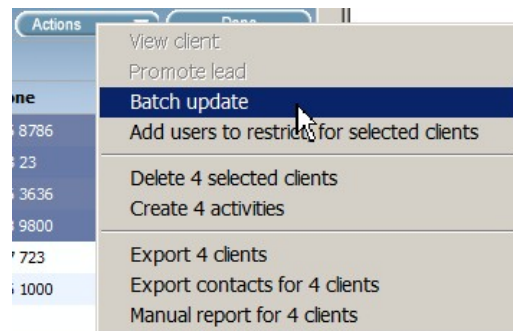 Actions
Done
View client
Promote lead
one
Batch update
8786
Add users to restricts for selected clients
23
Delete 4 selected clients
3636
Create 4 activities
9800
723
Export 4 clients
1000
Export contacts for 4 clients
Manual report for 4 clients